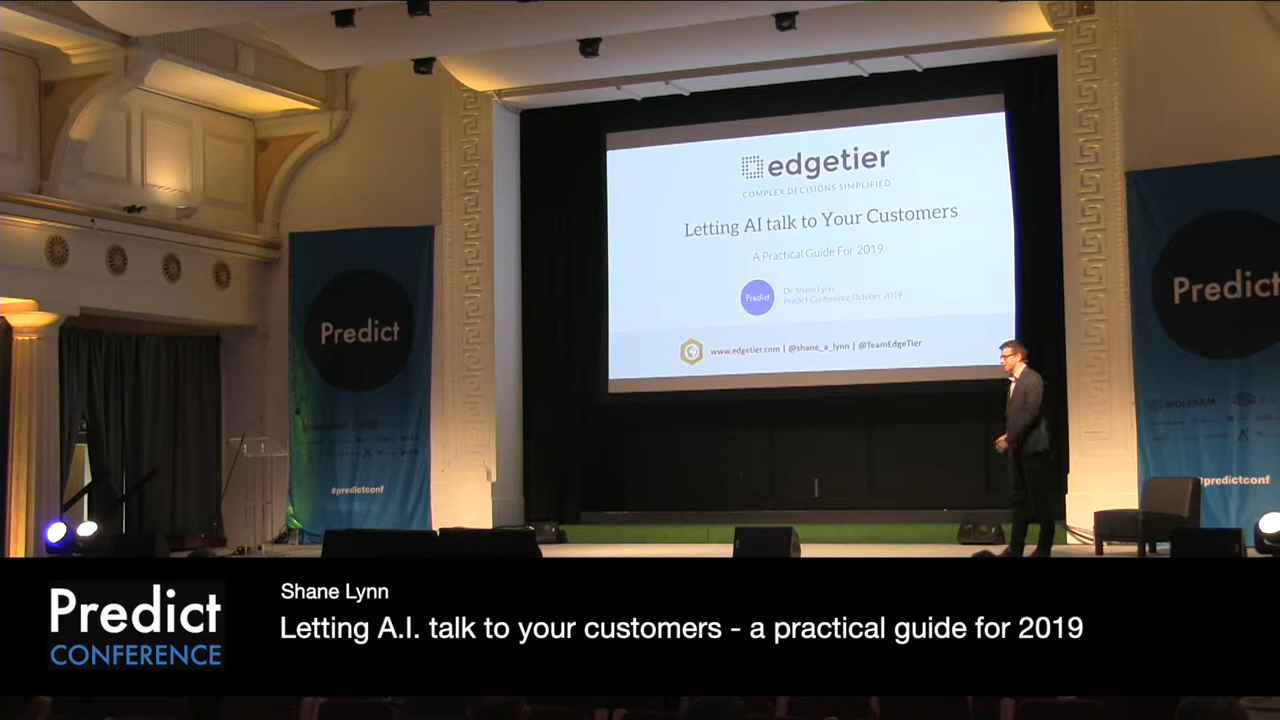 edgetier
COMPLEX DECISIONS SIMPLIFIED
Letting AI talk to Your Customers
A Practical Guide For 2019
Predict
Dr Shane Lynn
Predict Conference October 2019
www.edgetier.com | @shane_a_lynn | @TeamEdgeTier
Predict
#predictconf
Predict
WOLFRAM
#predictconf
Predict
CONFERENCE
Shane Lynn
Letting A.I. talk to your customers - a practical guide for 2019